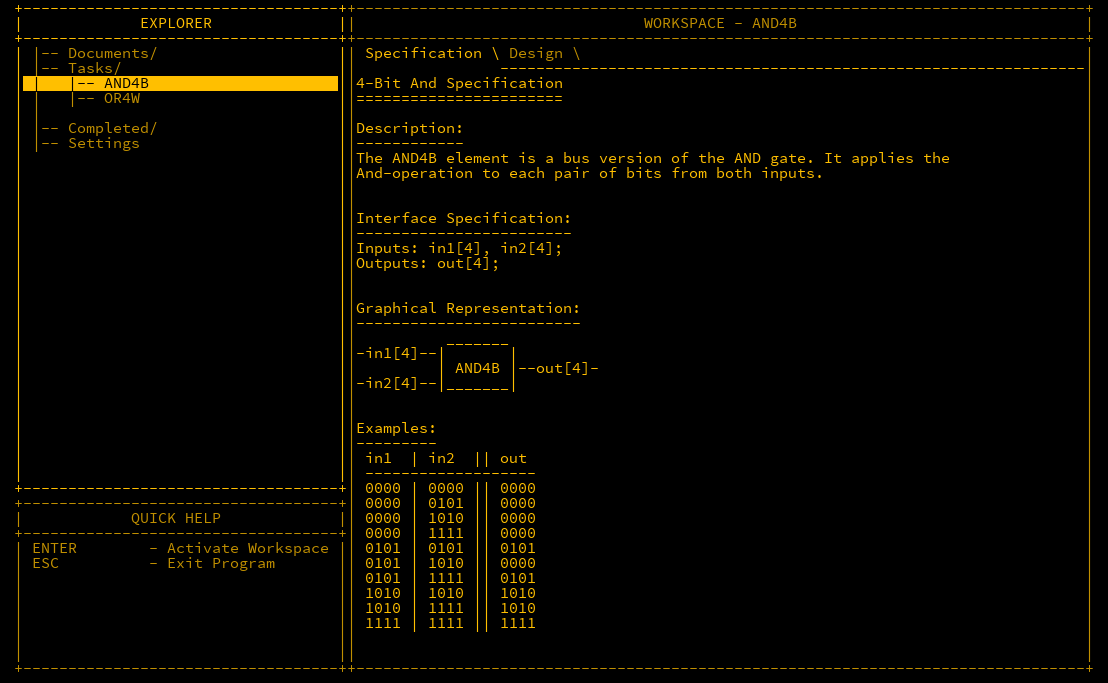 EXPLORER
|-- Documents/
|-- Tasks/
|   |-- AND4B
|   |-- OR4W
|
|-- Completed/
|-- Settings
QUICK HELP
ENTER        - Activate Workspace
ESC          - Exit Program
WORKSPACE - AND4B
Specification \ Design \
4-Bit And Specification
=======================
Description:
------------
The AND4B element is a bus version of the AND gate. It applies the
And-operation to each pair of bits from both inputs.
Interface Specification:
------------------------
Inputs: in1[4], in2[4];
Outputs: out[4];
Graphical Representation:
-------------------------
          _______
-in1[4]--|       |
         | AND4B |--out[4]-
-in2[4]--|_______|
Examples:
---------
 in1  | in2  || out
 -------------------
 0000 | 0000 || 0000
 0000 | 0101 || 0000
 0000 | 1010 || 0000
 0000 | 1111 || 0000
 0101 | 0101 || 0101
 0101 | 1010 || 0000
 0101 | 1111 || 0101
 1010 | 1010 || 1010
 1010 | 1111 || 1010
 1111 | 1111 || 1111